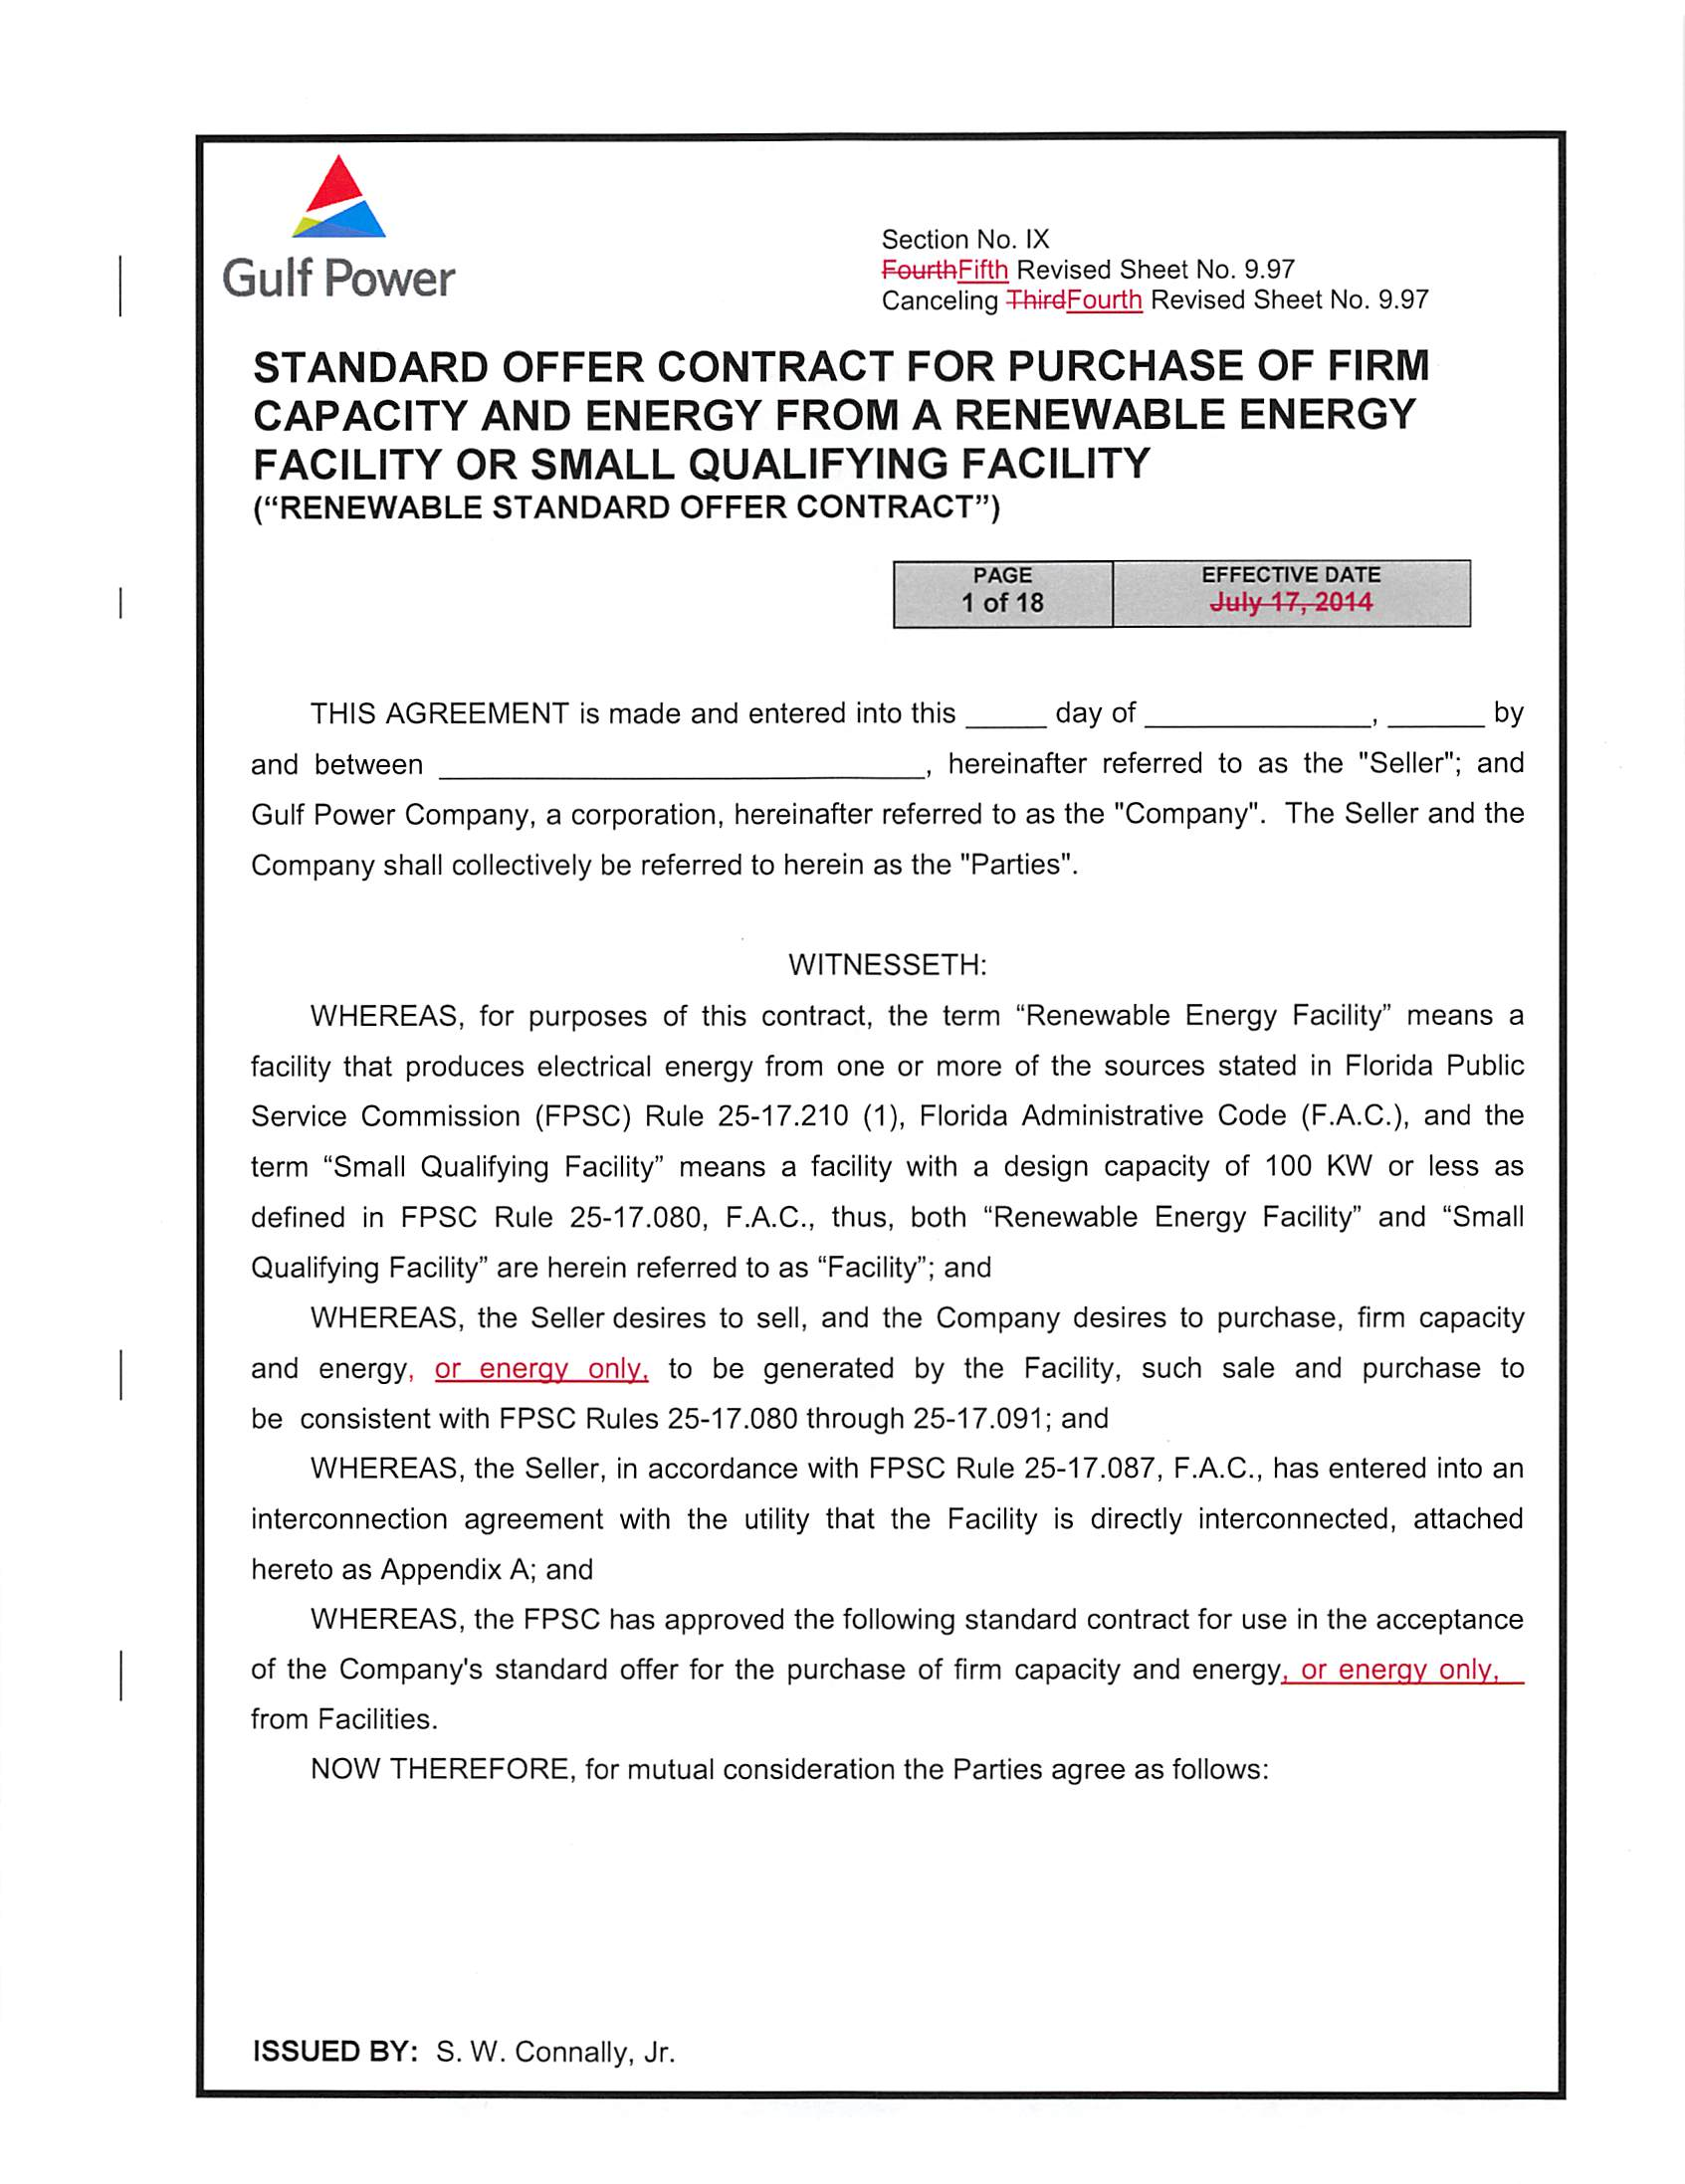 Gulf Power
Section No. IX
FourthFifth Revised Sheet No. 9.97
Canceling ThirdFourth Revised Sheet No. 9.97
STANDARD OFFER CONTRACT FOR PURCHASE OF FIRM
CAPACITY AND ENERGY FROM A RENEWABLE ENERGY
FACILITY OR SMALL QUALIFYING FACILITY
(“RENEWABLE STANDARD OFFER CONTRACT”)
PAGE
1 of 18
EFFECTIVE DATE
July 17, 2014
THIS AGREEMENT is made and entered into this _____ day of ______________, ______ by
and between ______________________________, hereinafter referred to as the "Seller"; and
Gulf Power Company, a corporation, hereinafter referred to as the "Company". The Seller and the
Company shall collectively be referred to herein as the "Parties".
WITNESSETH:
WHEREAS, for purposes of this contract, the term “Renewable Energy Facility” means a
facility that produces electrical energy from one or more of the sources stated in Florida Public
Service Commission (FPSC) Rule 25-17.210 (1), Florida Administrative Code (F.A.C.), and the
term “Small Qualifying Facility” means a facility with a design capacity of 100 KW or less as
defined in FPSC Rule 25-17.080, F.A.C., thus, both “Renewable Energy Facility” and “Small
Qualifying Facility” are herein referred to as “Facility”; and
WHEREAS, the Seller desires to sell, and the Company desires to purchase, firm capacity
and energy, or energy only, to be generated by the Facility, such sale and purchase to
be consistent with FPSC Rules 25-17.080 through 25-17.091; and
WHEREAS, the Seller, in accordance with FPSC Rule 25-17.087, F.A.C., has entered into an
interconnection agreement with the utility that the Facility is directly interconnected, attached
hereto as Appendix A; and
WHEREAS, the FPSC has approved the following standard contract for use in the acceptance
of the Company's standard offer for the purchase of firm capacity and energy, or energy only,
from Facilities.
NOW THEREFORE, for mutual consideration the Parties agree as follows:
ISSUED BY: S. W. Connally, Jr.